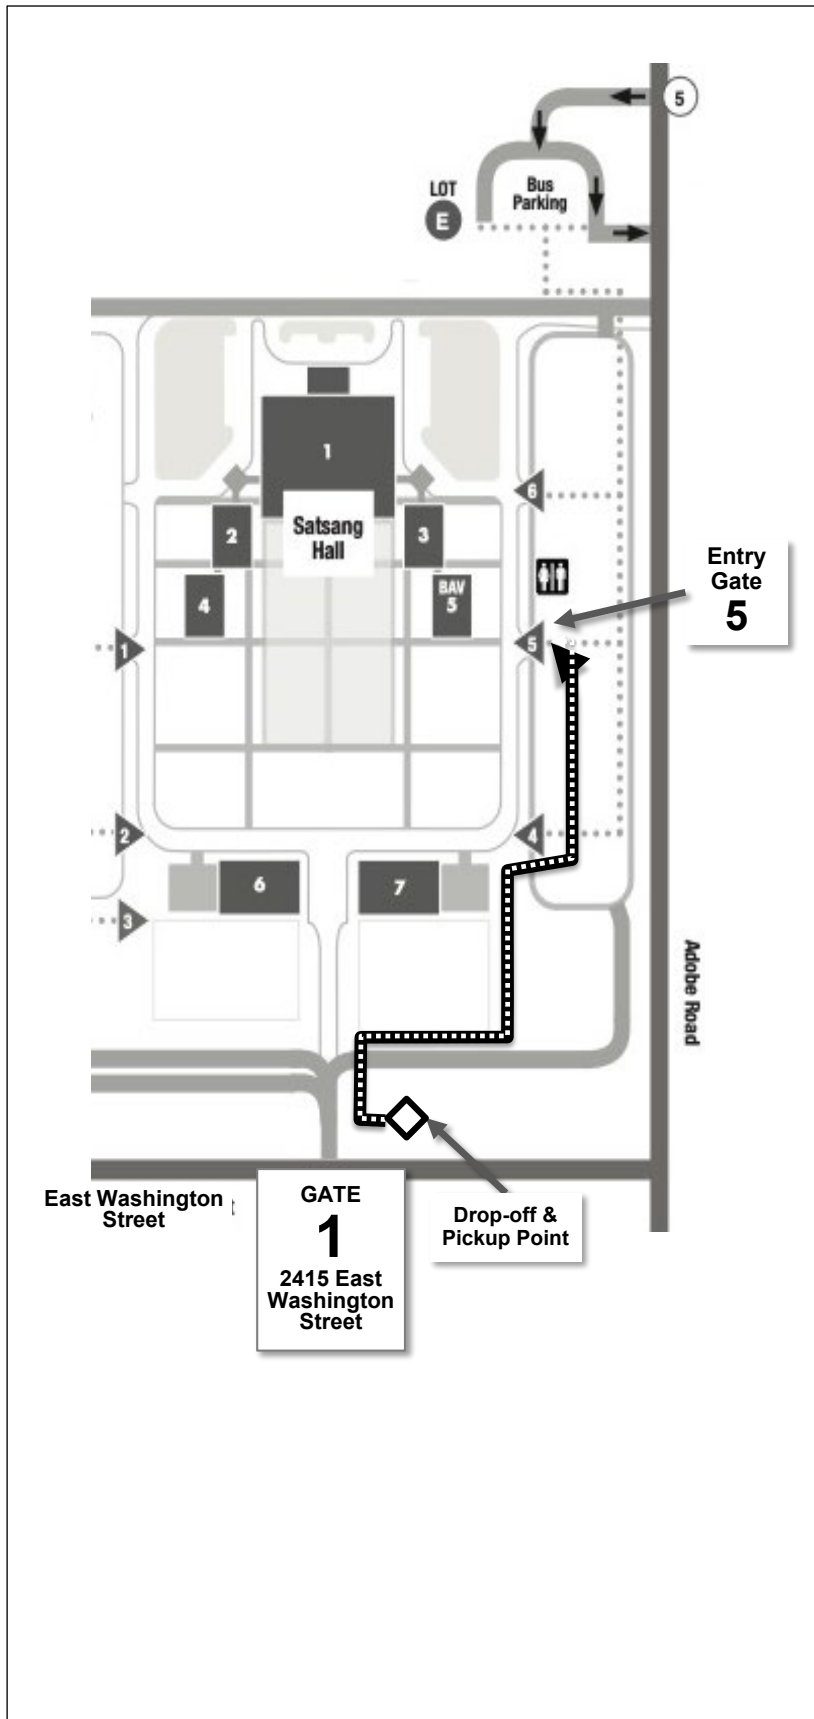 5
LOT
E
Bus
Parking
1
6
2
Satsang
Hall
3
4
BAV
5
Entry
Gate
5
1
5
2
4
6
7
3
Adobe Road
East Washington
Street
GATE
1
2415 East
Washington
Street
Drop-off &
Pickup Point